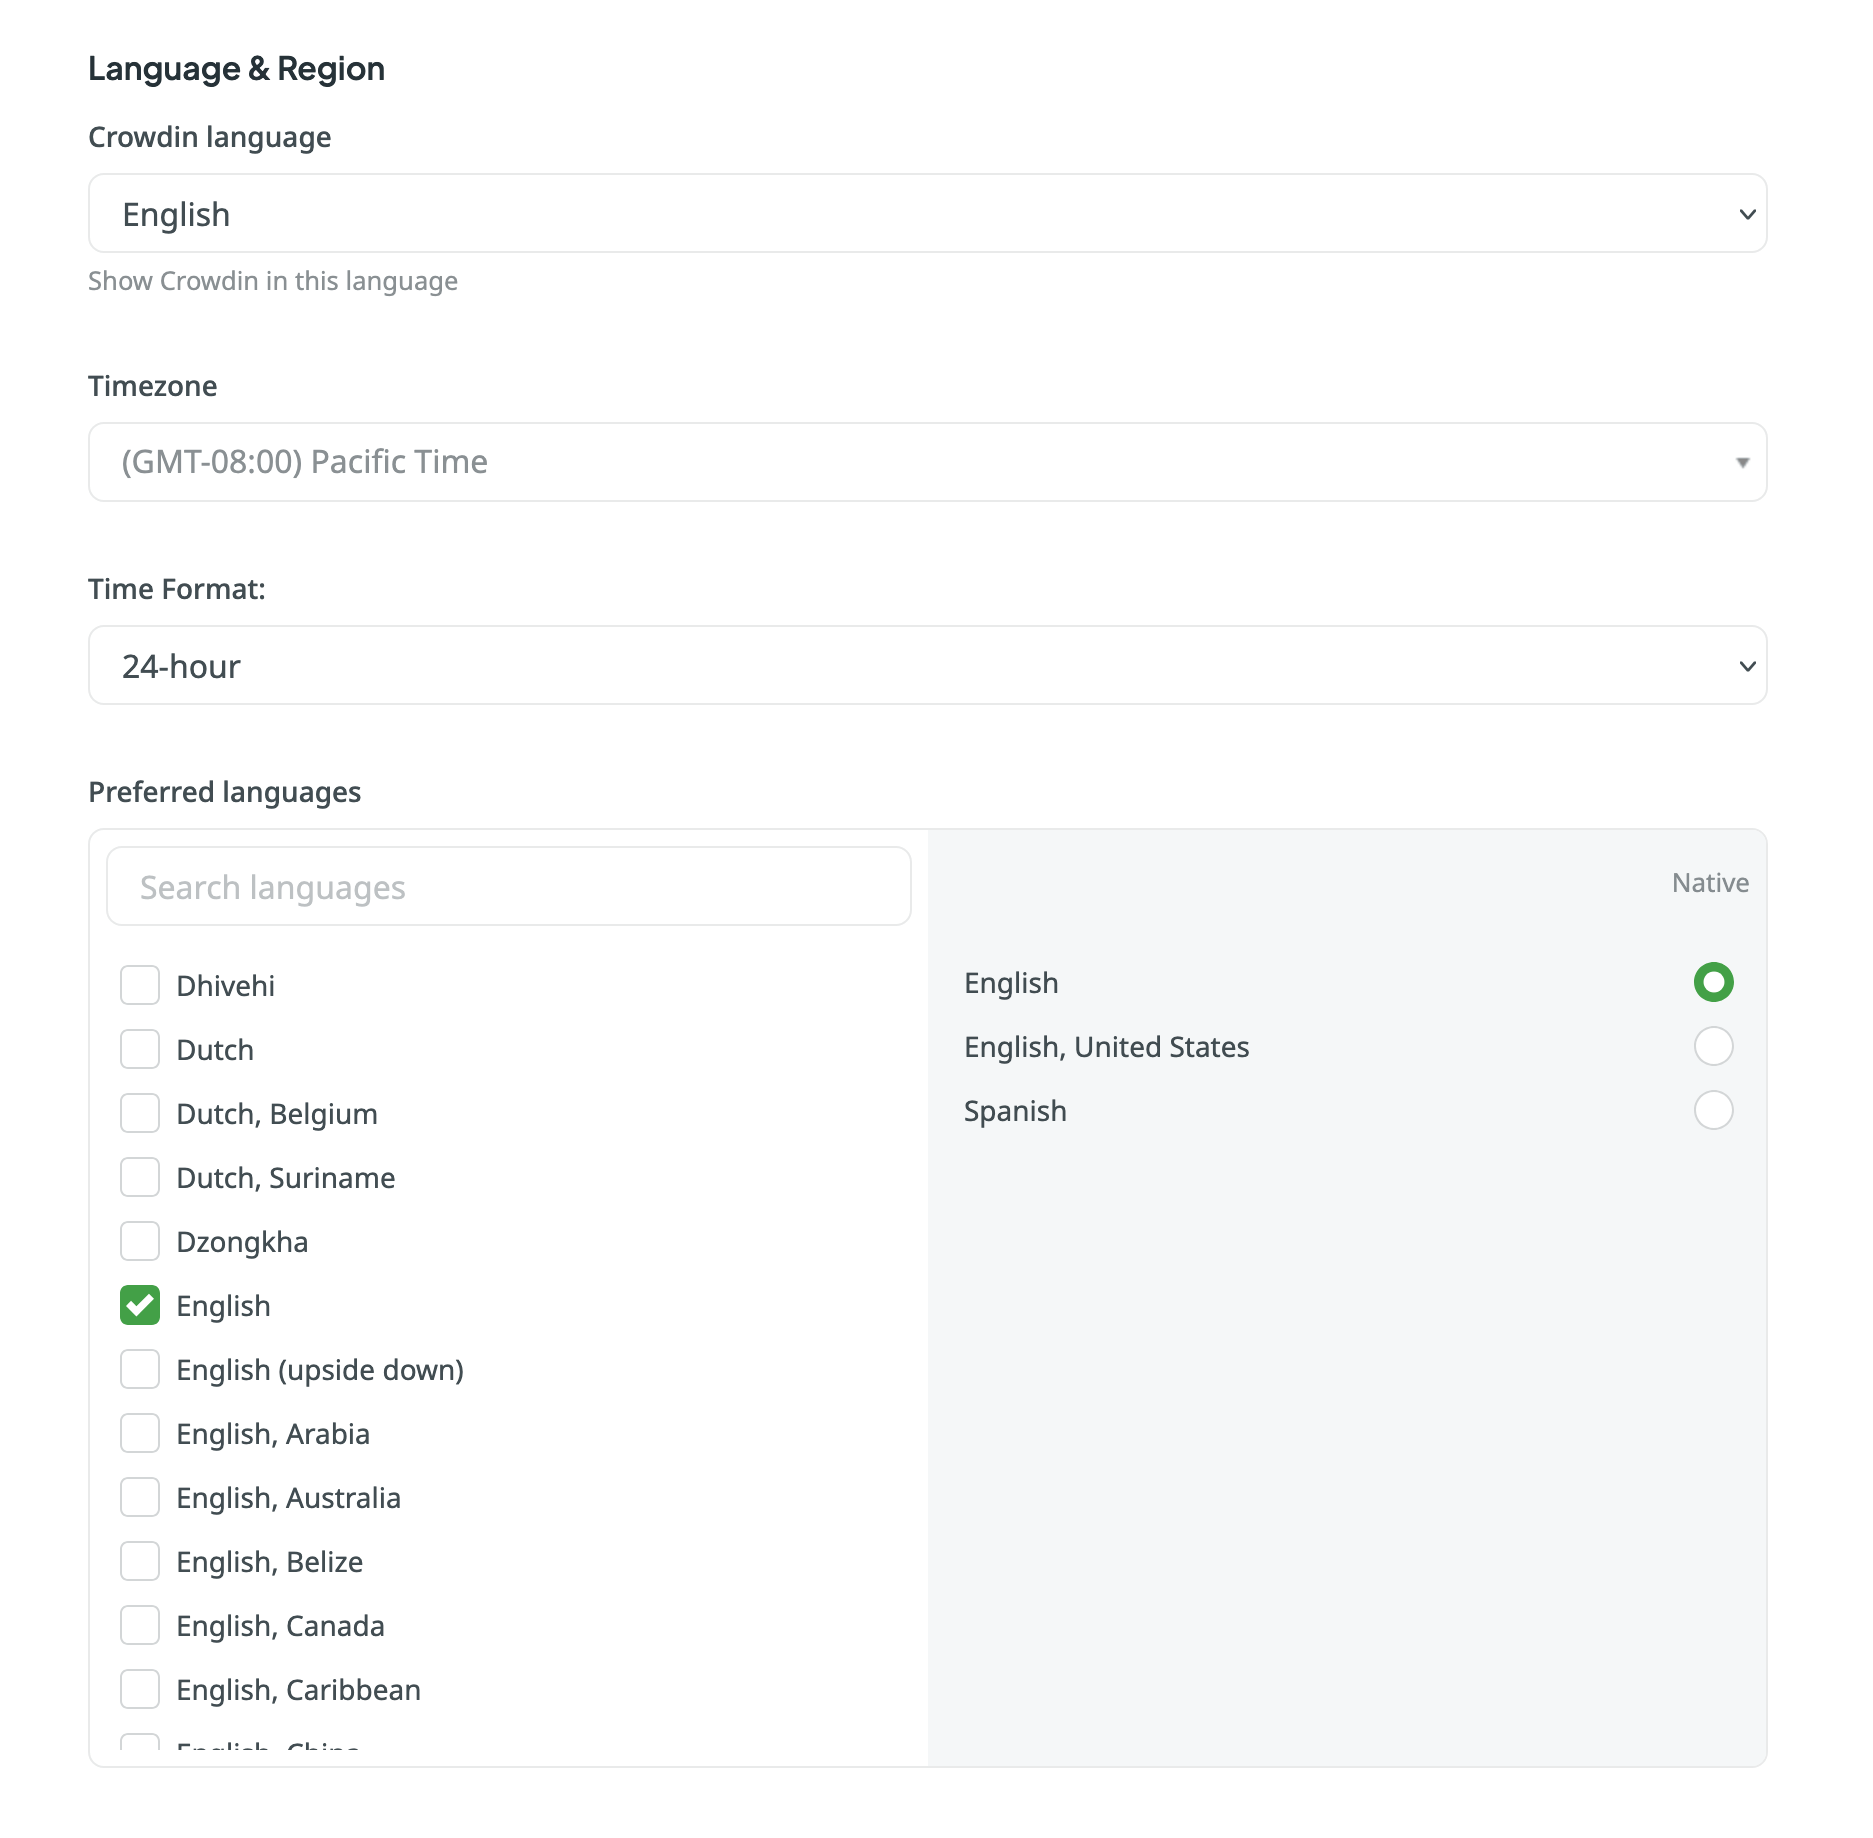 Language & Region
Crowdin language
English
Show Crowdin in this language
Timezone
(GMT-08:00) Pacific Time
Time Format:
24-hour
Preferred languages
Search languages
Dhivehi
Dutch
Dutch, Belgium
Dutch, Suriname
Dzongkha
English
English (upside down)
English, Arabia
English, Australia
English, Belize
English, Canada
English, Caribbean
English, China
Native
English
English, United States
Spanish